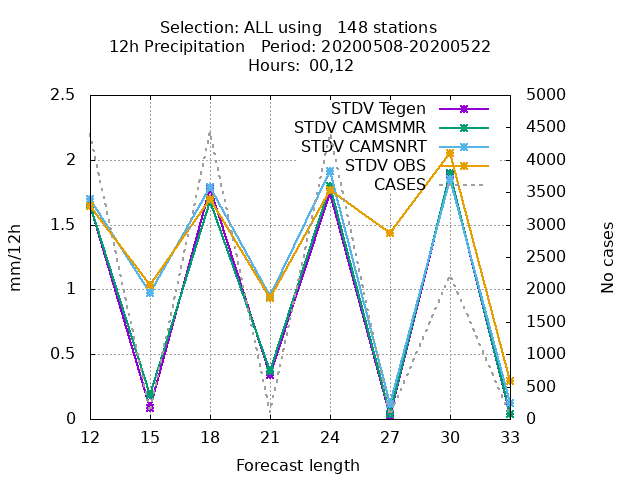 Selection: ALL using   148 stations
12h Precipitation   Period: 20200508-20200522
Hours:  00,12
2.5
2
1.5
1
0.5
0
5000
4500
4000
3500
3000
2500
2000
1500
1000
500
0
STDV Tegen
STDV CAMSMMR
STDV CAMSNRT
STDV OBS
CASES
mm/12h
No cases
12 15 18 21 24 27 30 33
Forecast length